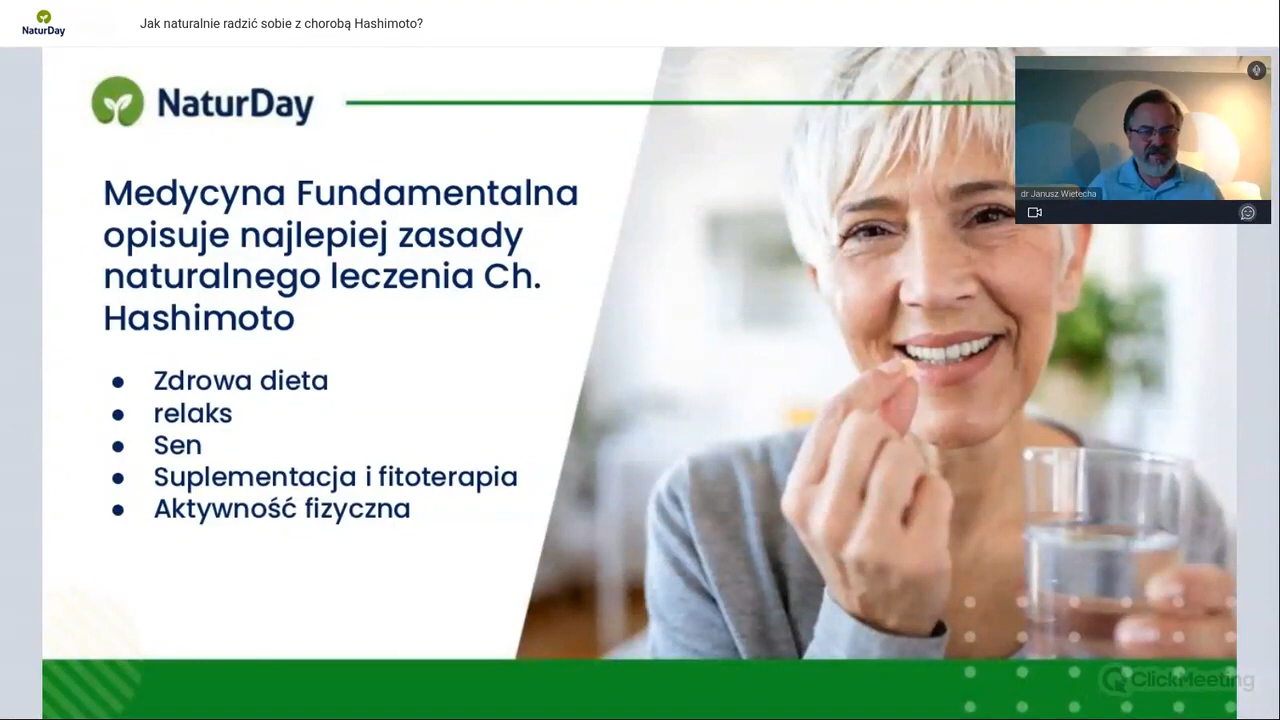 NaturDay
Jak naturalnie radzić sobie z chorobą Hashimoto?
NaturDay
Medycyna Fundamentalna
opisuje najlepiej zasady
naturalnego leczenia Ch.
Hashimoto
● Zdrowa dieta
● relaks
● Sen
● Suplementacja i fitoterapia
● Aktywność fizyczna
dr Janusz Wietecha
ClickMeeting